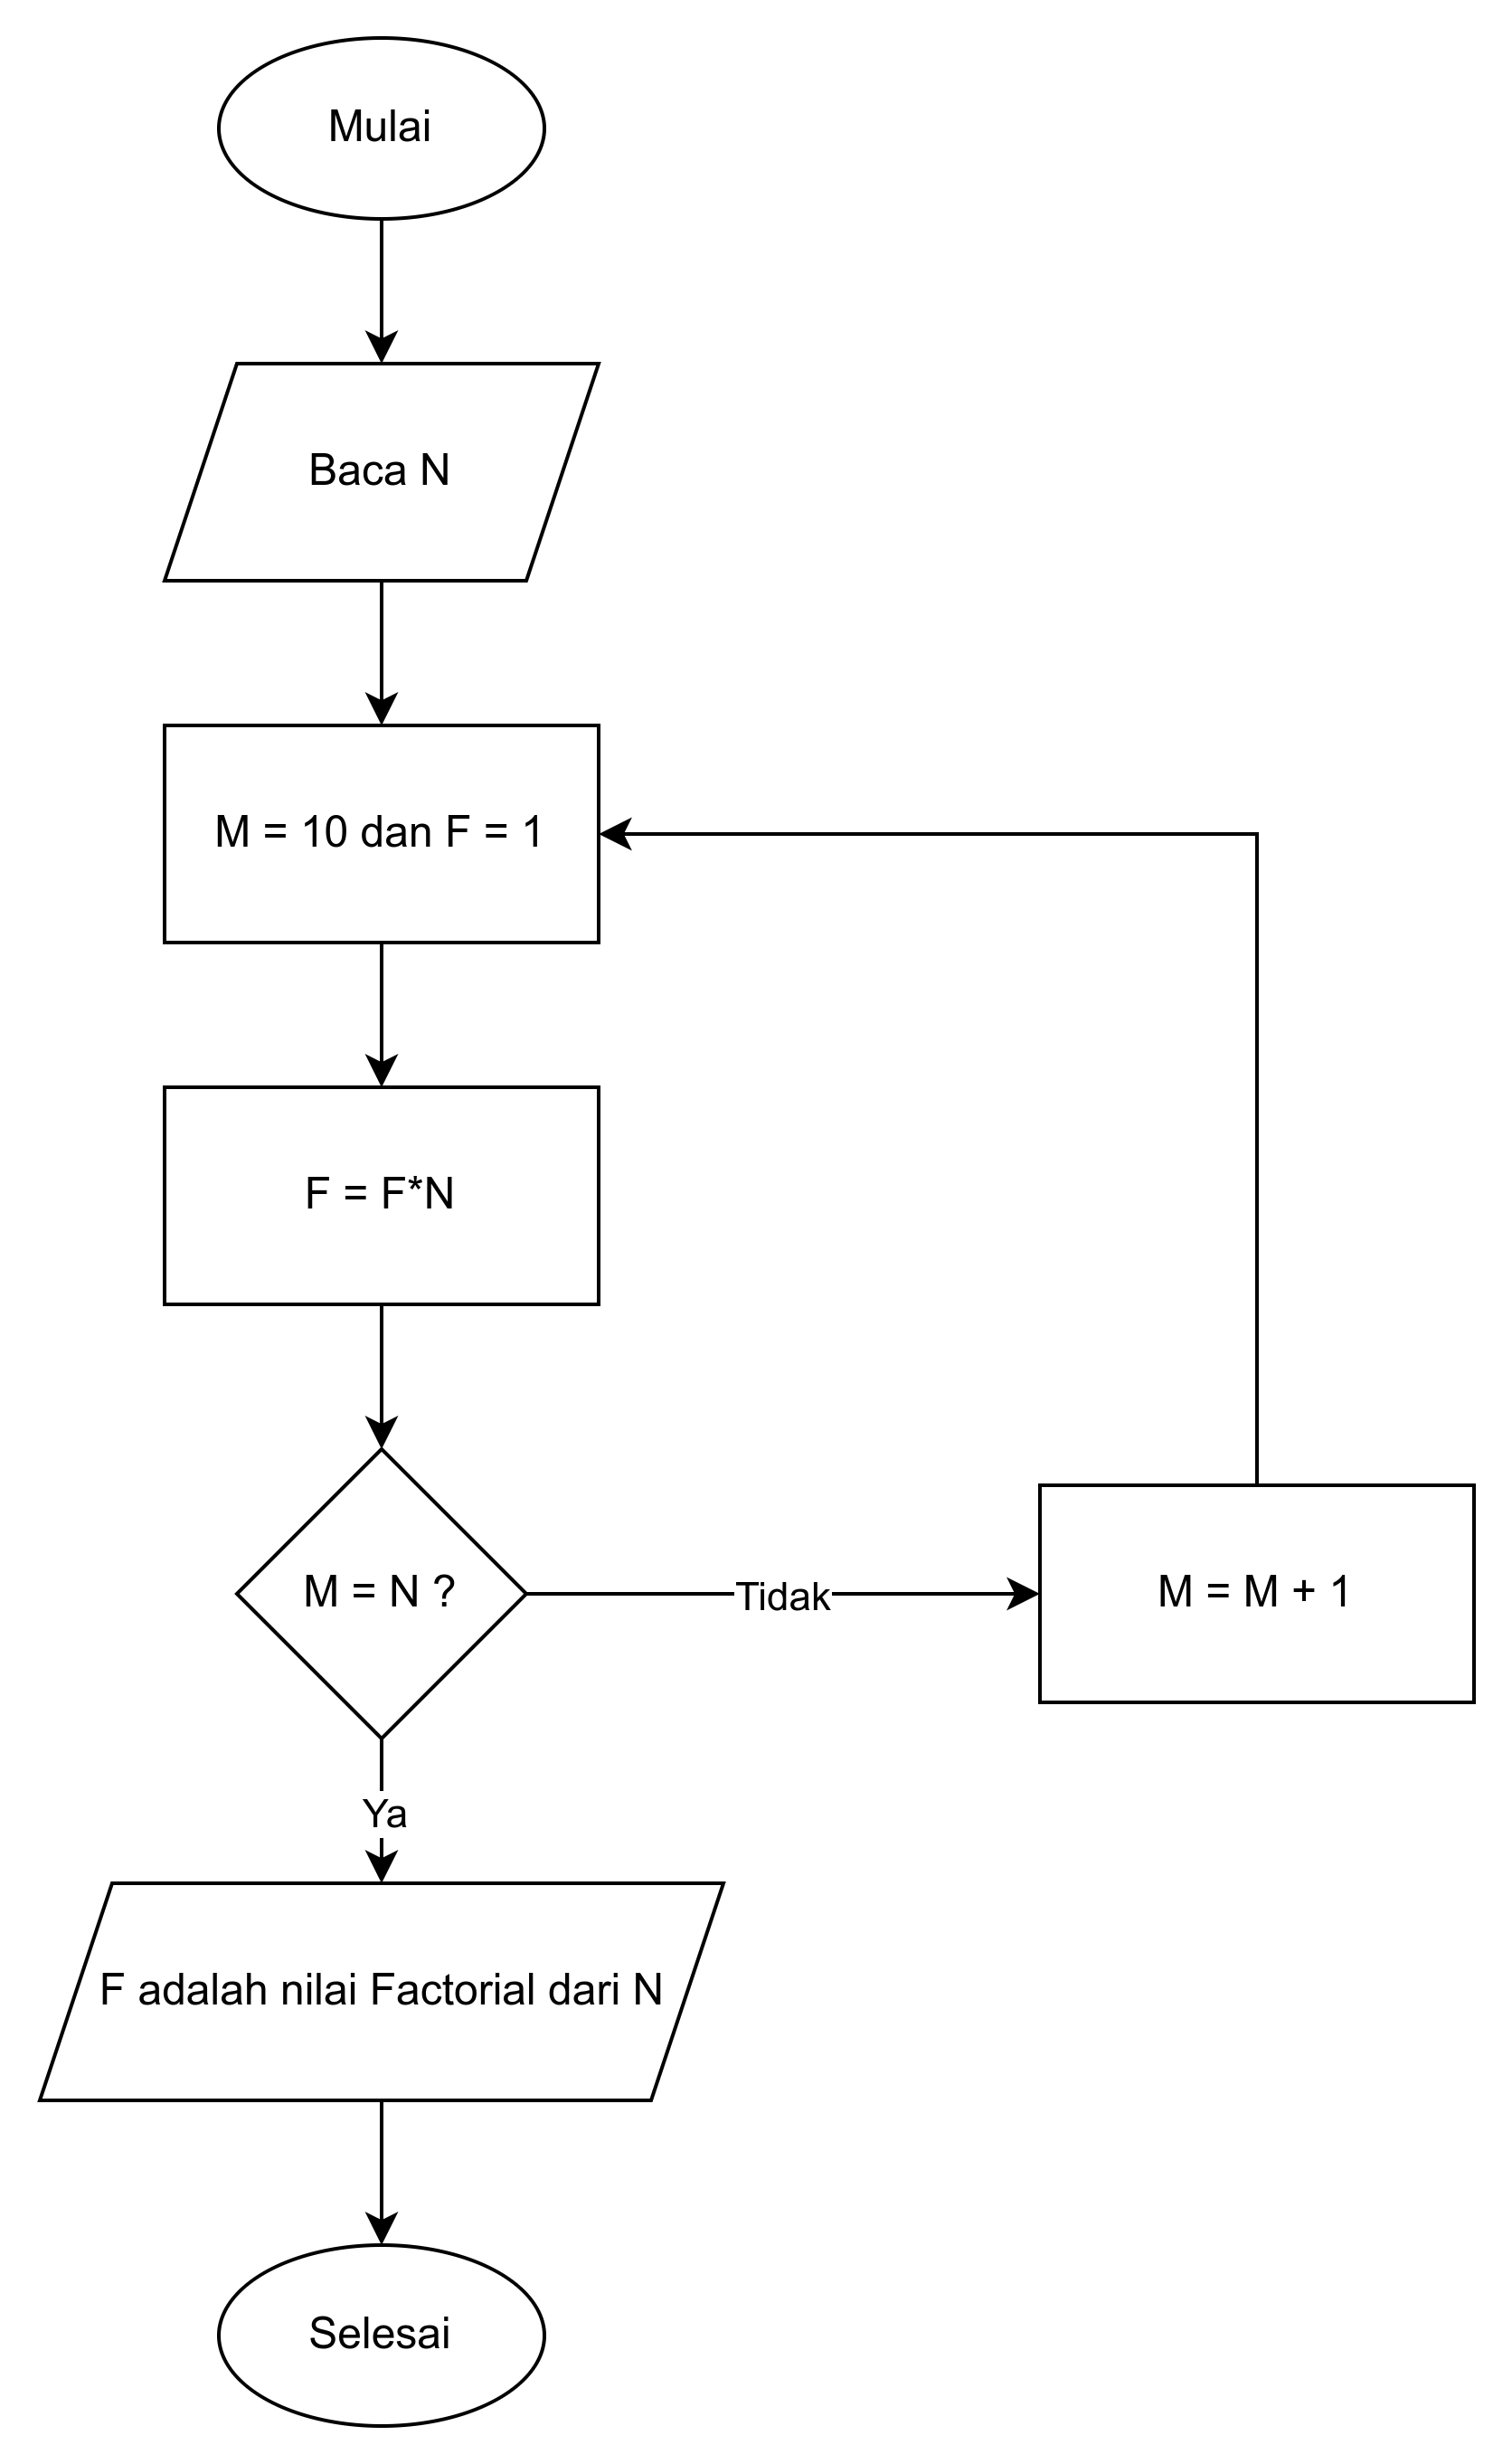 Mulai
Baca N
M = 10 dan F = 1
F = F*N
M = N ?
Tidak
M = M + 1
Ya
F adalah nilai Factorial dari N
Selesai